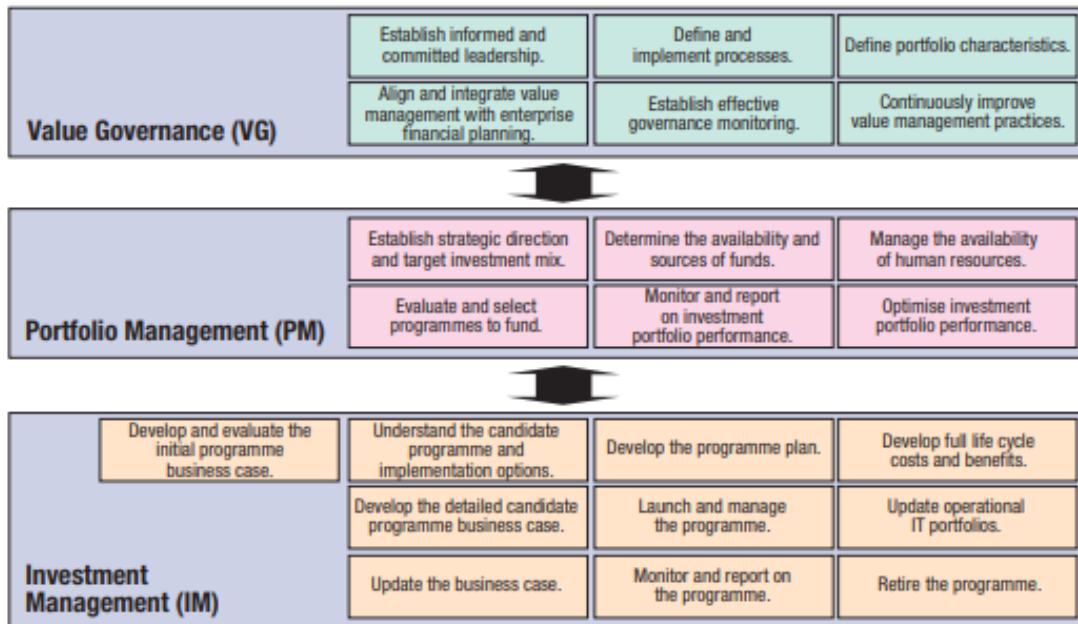 Establish informed and
committed leadership.
Define and
implement processes.
Define portfolio characteristics.
Value Governance (VG)
Align and integrate value
management with enterprise
financial planning.
Establish effective
governance monitoring.
Continuously improve
value management practices.
Establish strategic direction
and target investment mix.
Determine the availability and
sources of funds.
Manage the availability
of human resources.
Portfolio Management (PM)
Evaluate and select
programmes to fund.
Monitor and report
on investment
portfolio performance.
Optimise investment
portfolio performance.
Develop and evaluate the
initial programme
business case.
Understand the candidate
programme and
implementation options.
Develop the programme plan.
Develop full life cycle
costs and benefits.
Develop the detailed candidate
programme business case.
Launch and manage
the programme.
Update operational
IT portfolios.
Investment
Management (IM)
Update the business case.
Monitor and report on
the programme.
Retire the programme.